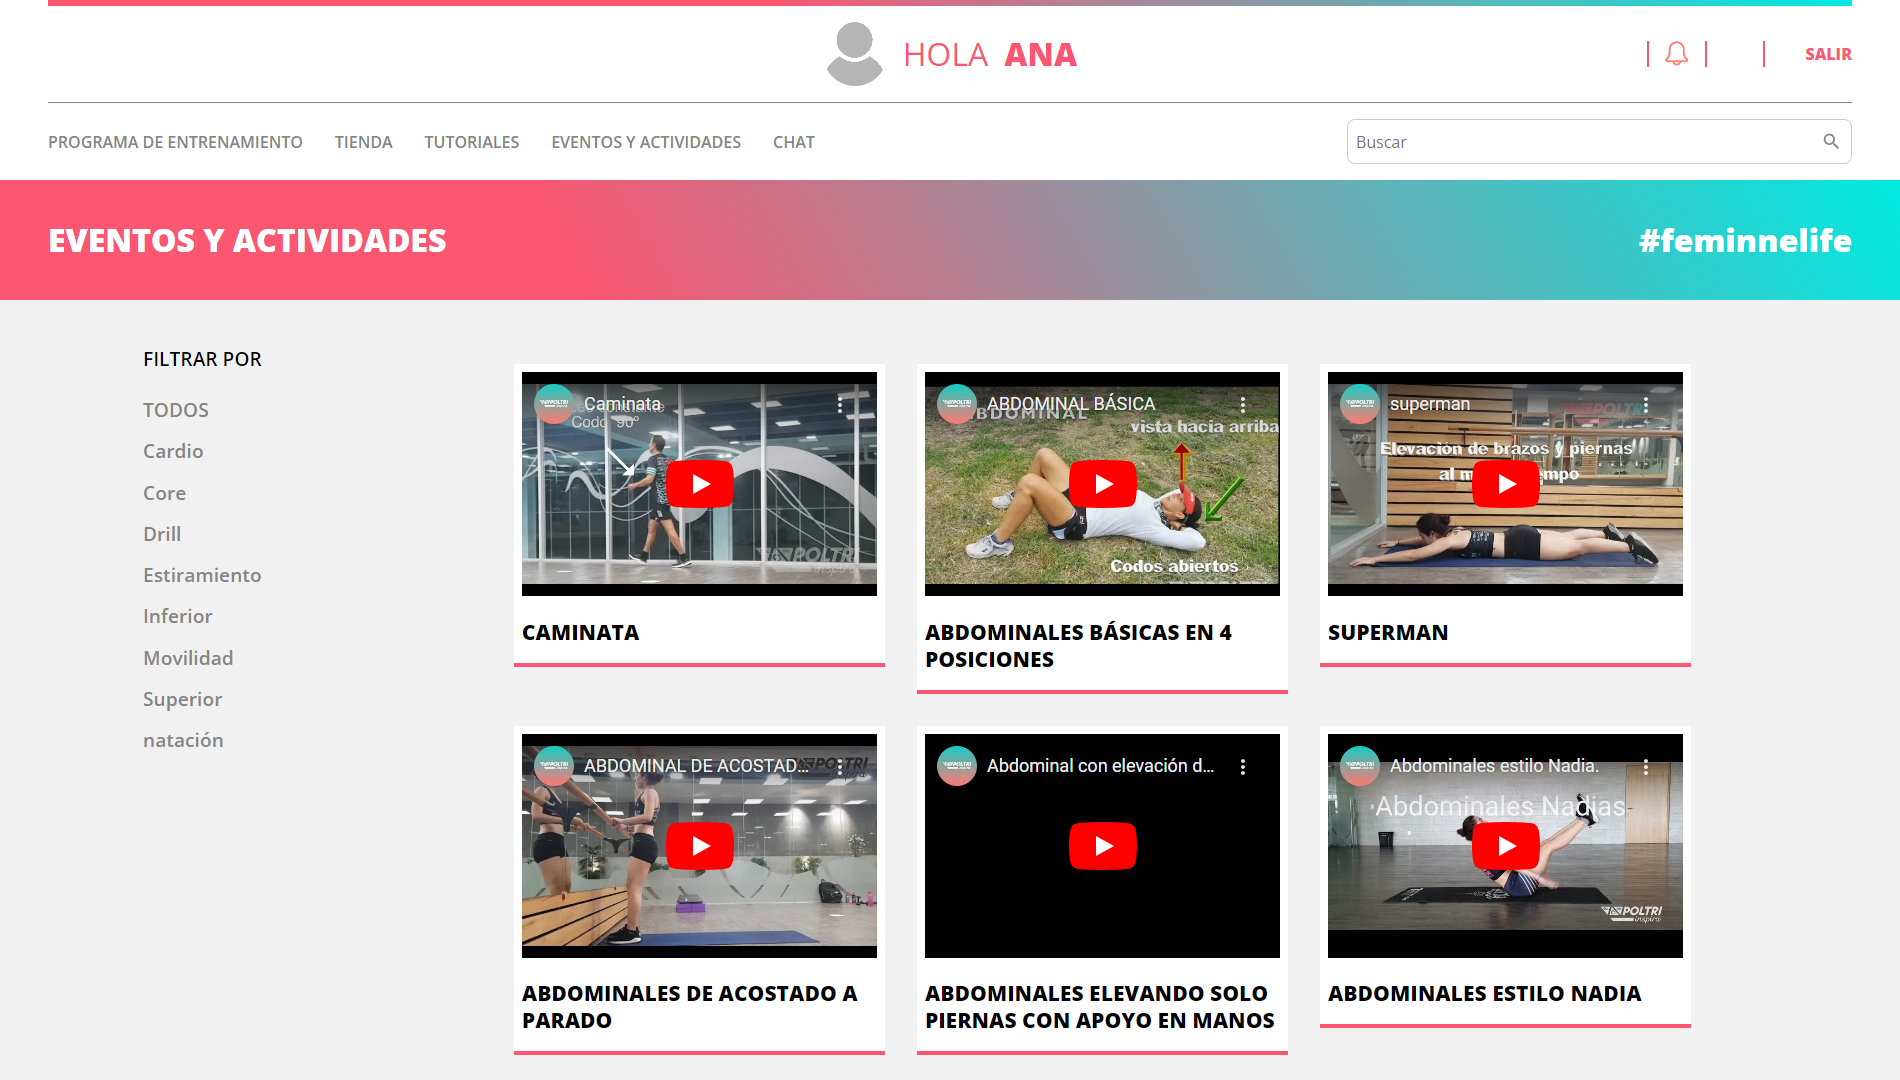 HOLA ANA
SALIR
PROGRAMA DE ENTRENAMIENTO TIENDA TUTORIALES EVENTOS Y ACTIVIDADES CHAT
Buscar
EVENTOS Y ACTIVIDADES
#feminnelife
FILTRAR POR
TODOS
Cardio
Core
Drill
Estiramiento
Inferior
Movilidad
Superior
natación
Caminata
Codo 90°
POLTRI
inspira
CAMINATA
ABDOMINAL BÁSICA
ABDOMINAL
vista hacia arriba
Codos abiertos
ABDOMINALES BÁSICAS EN 4
POSICIONES
superman
POLTRI
Elevación de brazos y piernas
SUPERMAN
ABDOMINAL DE ACOSTAD...
POLTRI
inspira
ABDOMINALES DE ACOSTADO A
PARADO
Abdominal con elevación d...
ABDOMINALES ELEVANDO SOLO
PIERNAS CON APOYO EN MANOS
Abdominales estilo Nadia.
Abdominales Nadias
POLTRI
inspira
ABDOMINALES ESTILO NADIA